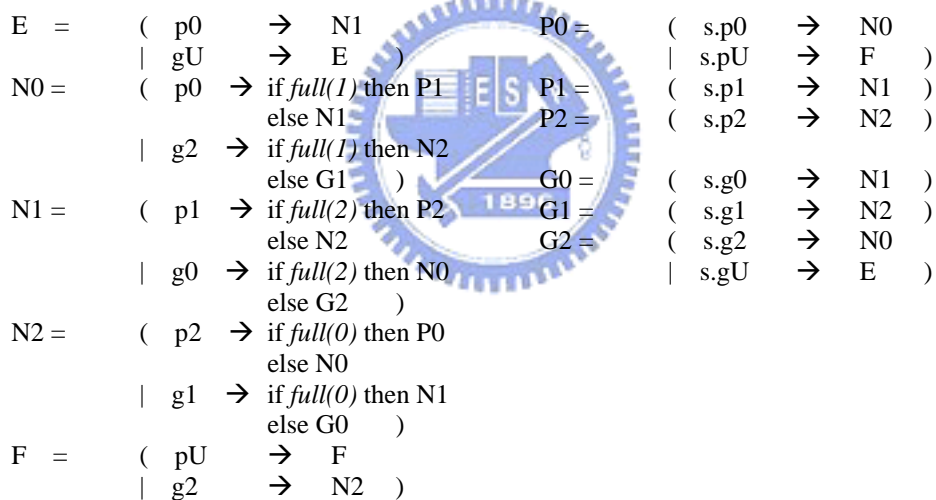 E = ( p0 → N1
| gU → E )
N0 = ( p0 → if full(1) then P1
else N1
| g2 → if full(1) then N2
else G1 )
N1 = ( p1 → if full(2) then P2
else N2
| g0 → if full(2) then N0
else G2 )
N2 = ( p2 → if full(0) then P0
else N0
| g1 → if full(0) then N1
else G0 )
F = ( pU → F
| g2 → N2 )
P0 = ( s.p0 → N0
| s.pU → F )
P1 = ( s.p1 → N1 )
P2 = ( s.p2 → N2 )
G0 = ( s.g0 → N1 )
G1 = ( s.g1 → N2 )
G2 = ( s.g2 → N0
| s.gU → E )
ES
1896